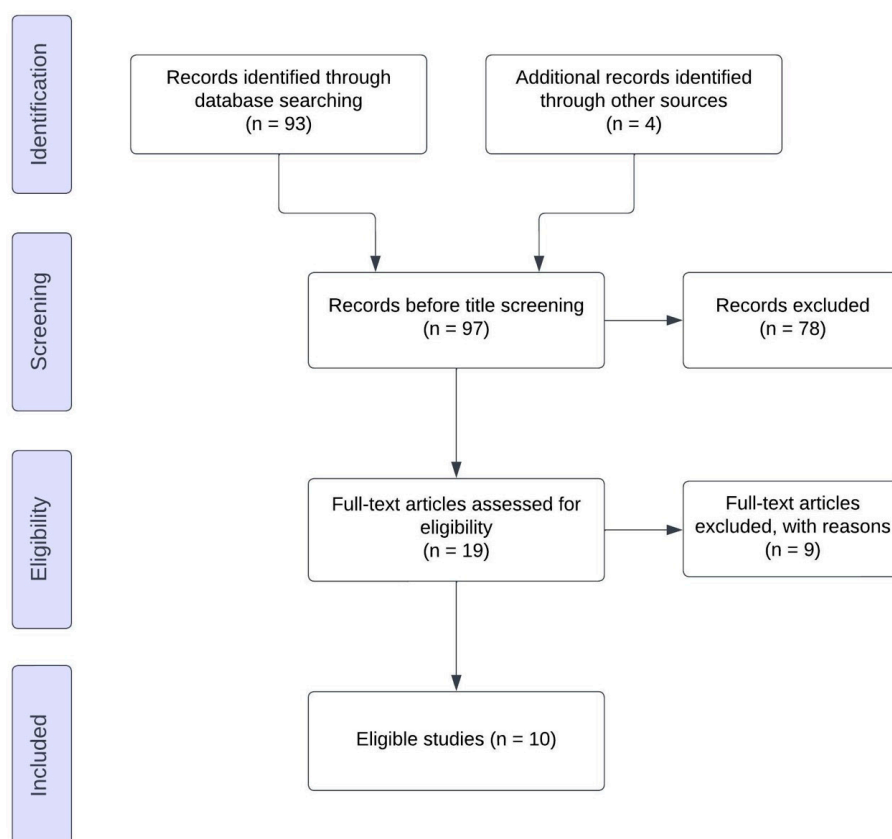 Identification
Records identified through
database searching
(n = 93)
Additional records identified
through other sources
(n = 4)
Screening
Records before title screening
(n = 97)
Records excluded
(n = 78)
Eligibility
Full-text articles assessed for
eligibility
(n = 19)
Full-text articles
excluded, with reasons
(n = 9)
Included
Eligible studies (n = 10)